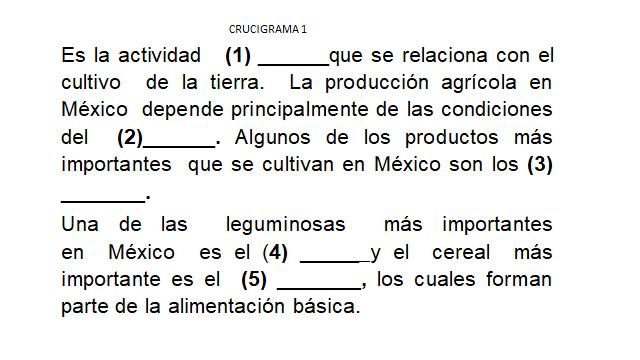 CRUCIGRAMA 1
Es la actividad (1) ______que se relaciona con el
cultivo de la tierra. La producción agrícola en
México depende principalmente de las condiciones
del (2)______. Algunos de los productos más
importantes que se cultivan en México son los (3)
_______.
Una de las leguminosas más importantes
en México es el (4) ______y el cereal más
importante es el (5) _______, los cuales forman
parte de la alimentación básica.